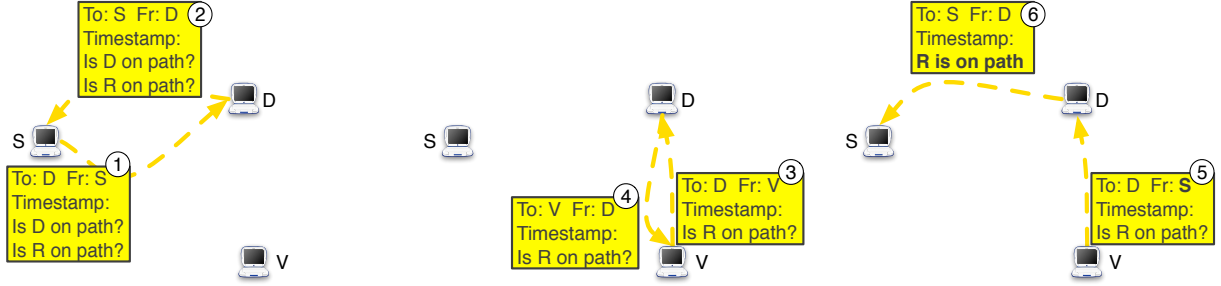 To: S  Fr: D
2
Timestamp:
Is D on path?
Is R on path?
D
S
1
To: D  Fr: S
Timestamp:
Is D on path?
Is R on path?
V
D
S
3
To: D  Fr: V
Timestamp:
Is R on path?
4
To: V  Fr: D
Timestamp:
Is R on path?
V
To: S  Fr: D
6
Timestamp:
R is on path
D
S
5
To: D  Fr: S
Timestamp:
Is R on path?
V